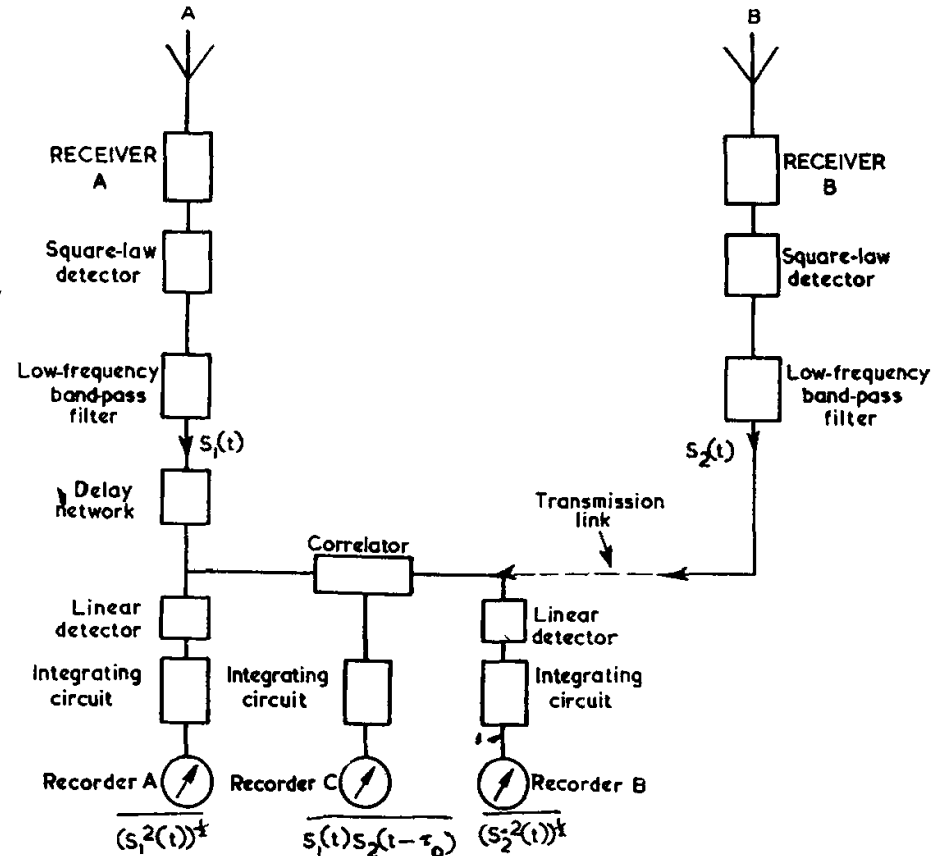 A
B
RECEIVER
A
RECEIVER
B
Square-law
detector
Square-law
detector
Low-frequency
band-pass
filter
Low-frequency
band-pass
filter
S₁(t)
S₂(t)
Delay
network
Transmission
link
Correlator
Linear
detector
Linear
detector
Integrating
circuit
Integrating
circuit
Integrating
circuit
Recorder A
Recorder C
Recorder B
(S₁²(t))^½
S₁(t)S₂(t-τ₀)
(S₂²(t))^½